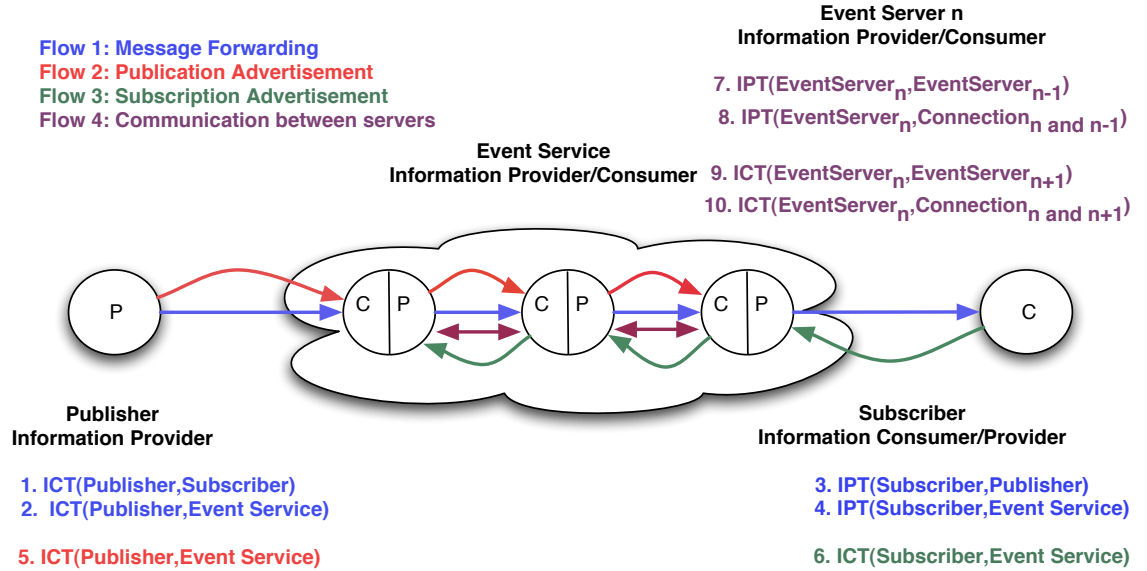 Event Server n
Information Provider/Consumer
Flow 1: Message Forwarding
Flow 2: Publication Advertisement
Flow 3: Subscription Advertisement
Flow 4: Communication between servers
7. IPT(EventServern,EventServern-1)
8. IPT(EventServern,Connectionn and n-1)
Event Service
Information Provider/Consumer
9. ICT(EventServern,EventServern+1)
10. ICT(EventServern,Connectionn and n+1)
P
C P
C P
C P
C
Publisher
Information Provider
Subscriber
Information Consumer/Provider
1. ICT(Publisher,Subscriber)
2. ICT(Publisher,Event Service)
3. IPT(Subscriber,Publisher)
4. IPT(Subscriber,Event Service)
5. ICT(Publisher,Event Service)
6. ICT(Subscriber,Event Service)